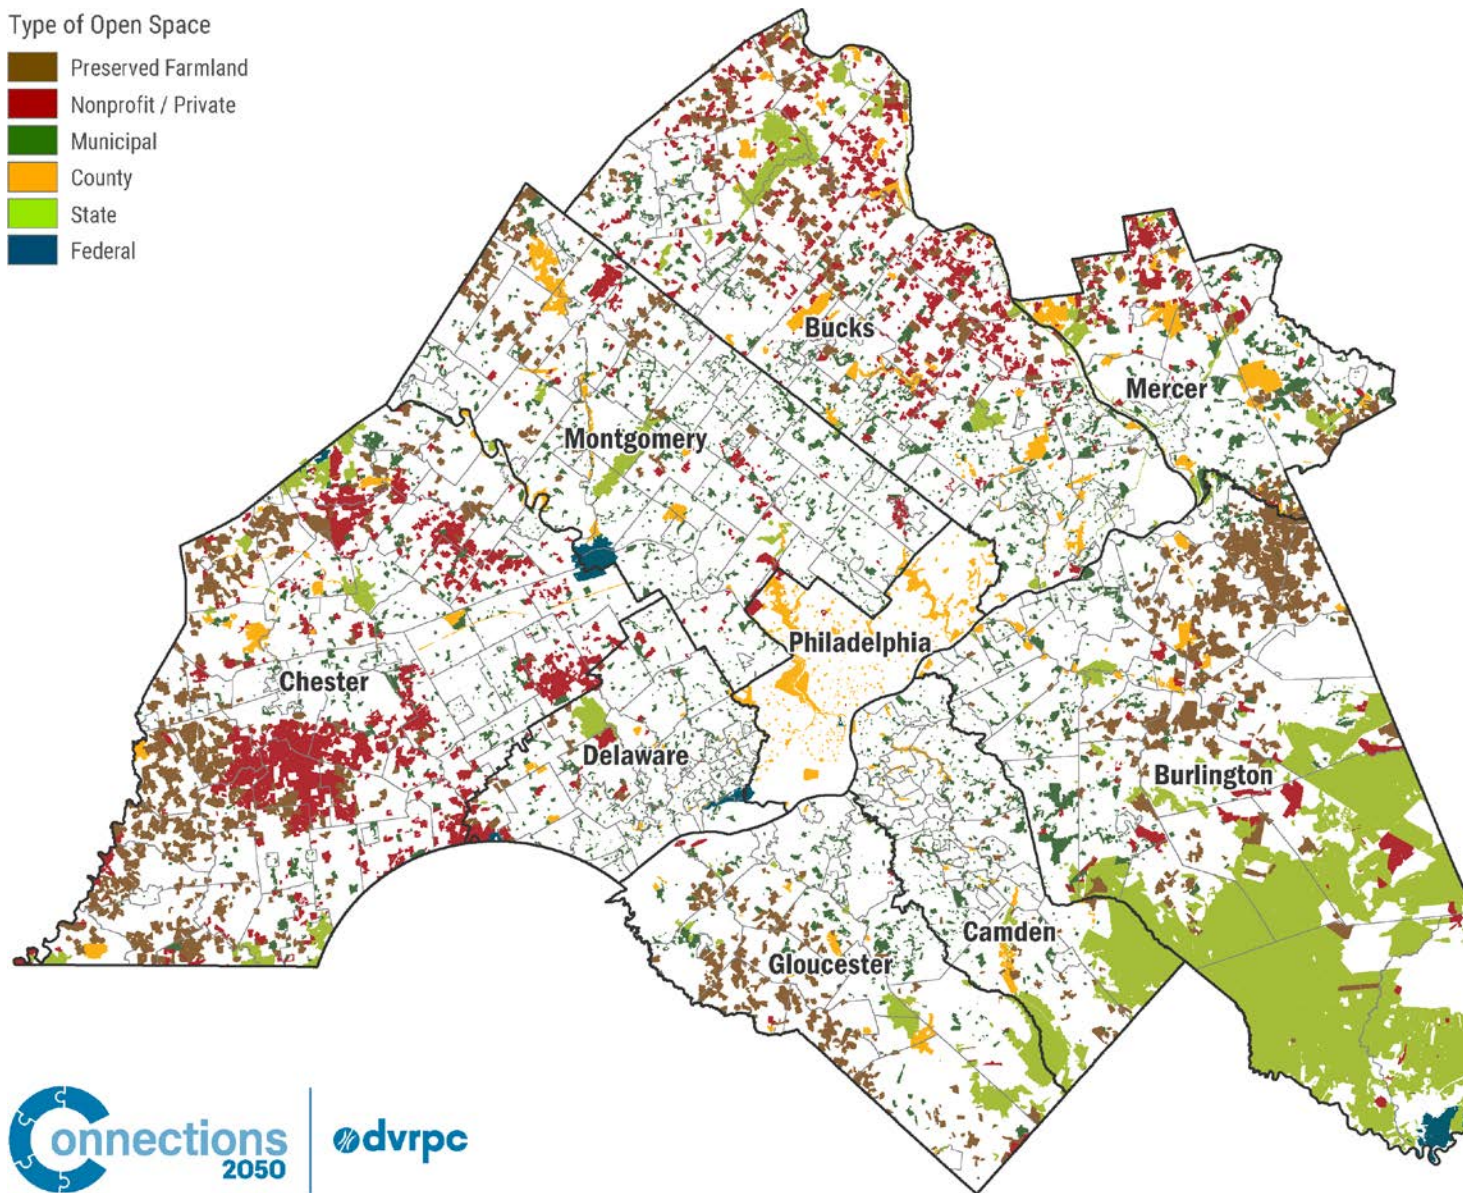 Type of Open Space
Preserved Farmland
Nonprofit / Private
Municipal
County
State
Federal
Bucks
Mercer
Montgomery
Philadelphia
Chester
Delaware
Burlington
Camden
Gloucester
Connections
2050
dvrpc